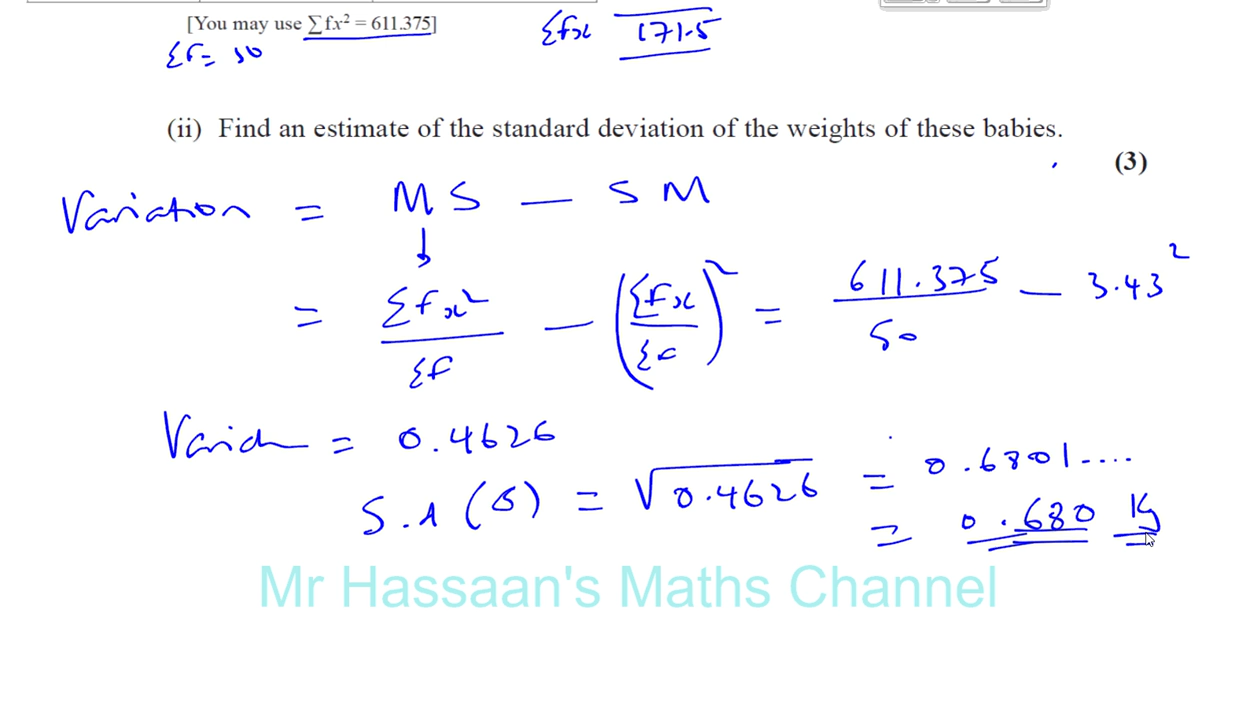 [You may use ∑fx² = 611.375]
Σfx 171.5
Σf = 50
(ii) Find an estimate of the standard deviation of the weights of these babies.
(3)
Variation = MS — SM
= Σfx²/Σf — (Σfx/Σf)² = 611.375/50 — 3.43²
= 0.4626
S.d (S) = √0.4626 = 0.6801....
= 0.680 Kg
Mr Hassaan's Maths Channel